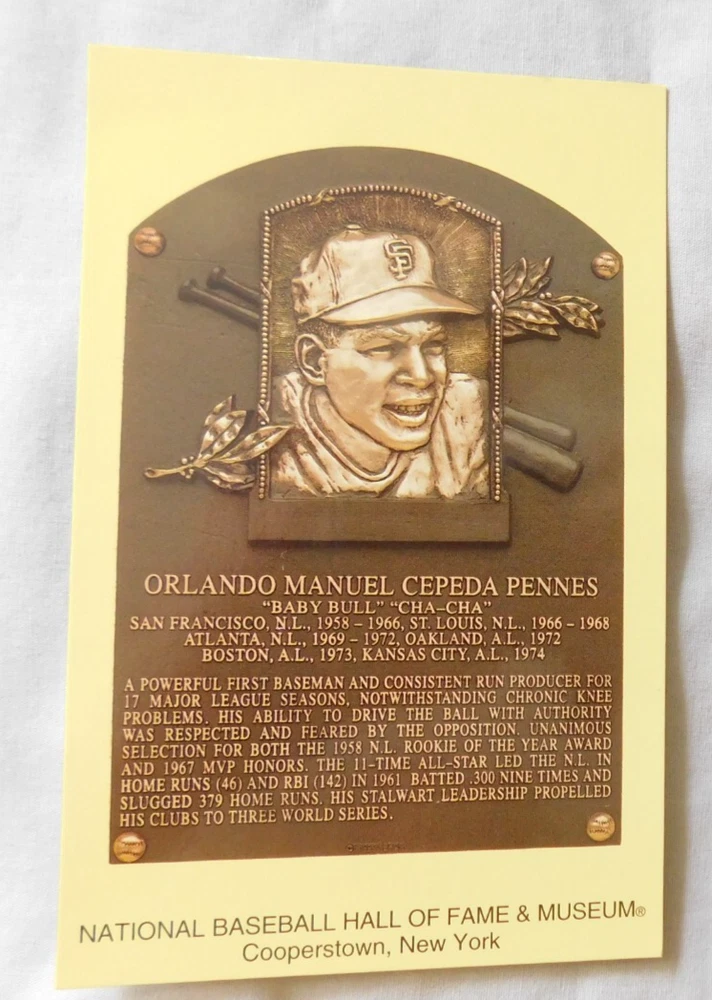 SF
ORLANDO MANUEL CEPEDA PENNES
"BABY BULL" "CHA-CHA"
SAN FRANCISCO, N.L., 1958 – 1966, ST. LOUIS, N.L., 1966 – 1968
ATLANTA, N.L., 1969 – 1972, OAKLAND, A.L., 1972
BOSTON, A.L., 1973, KANSAS CITY, A.L., 1974
A POWERFUL FIRST BASEMAN AND CONSISTENT RUN PRODUCER FOR
17 MAJOR LEAGUE SEASONS, NOTWITHSTANDING CHRONIC KNEE
PROBLEMS. HIS ABILITY TO DRIVE THE BALL WITH AUTHORITY
WAS RESPECTED AND FEARED BY THE OPPOSITION. UNANIMOUS
SELECTION FOR BOTH THE 1958 N.L. ROOKIE OF THE YEAR AWARD
AND 1967 MVP HONORS. THE 11-TIME ALL-STAR LED THE N.L. IN
HOME RUNS (46) AND RBI (142) IN 1961 BATTED .300 NINE TIMES AND
SLUGGED 379 HOME RUNS. HIS STALWART LEADERSHIP PROPELLED
HIS CLUBS TO THREE WORLD SERIES.
NATIONAL BASEBALL HALL OF FAME & MUSEUM®
Cooperstown, New York